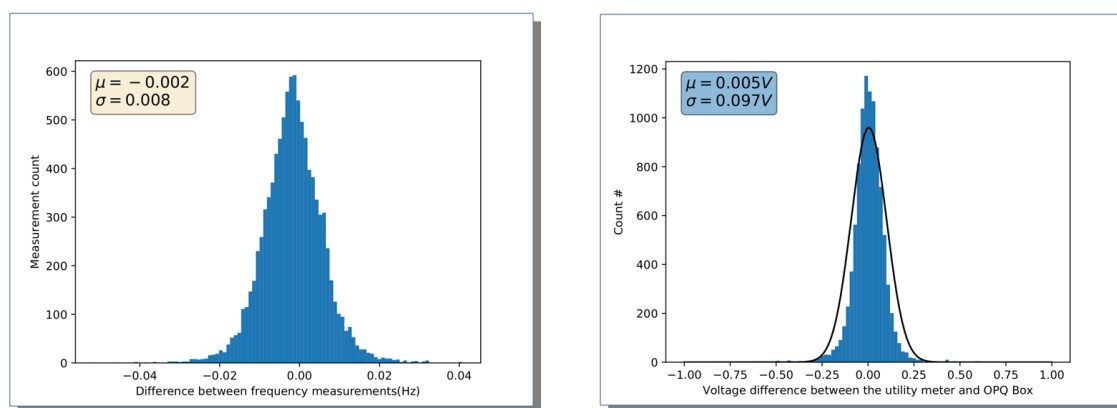 μ = −0.002
σ = 0.008
600
500
400
300
200
100
0
Measurement count
−0.04 −0.02 0.00 0.02 0.04
Difference between frequency measurements(Hz)
μ = 0.005V
σ = 0.097V
1200
1000
800
600
400
200
0
Count #
−1.00 −0.75 −0.50 −0.25 0.00 0.25 0.50 0.75 1.00
Voltage difference between the utility meter and OPQ Box